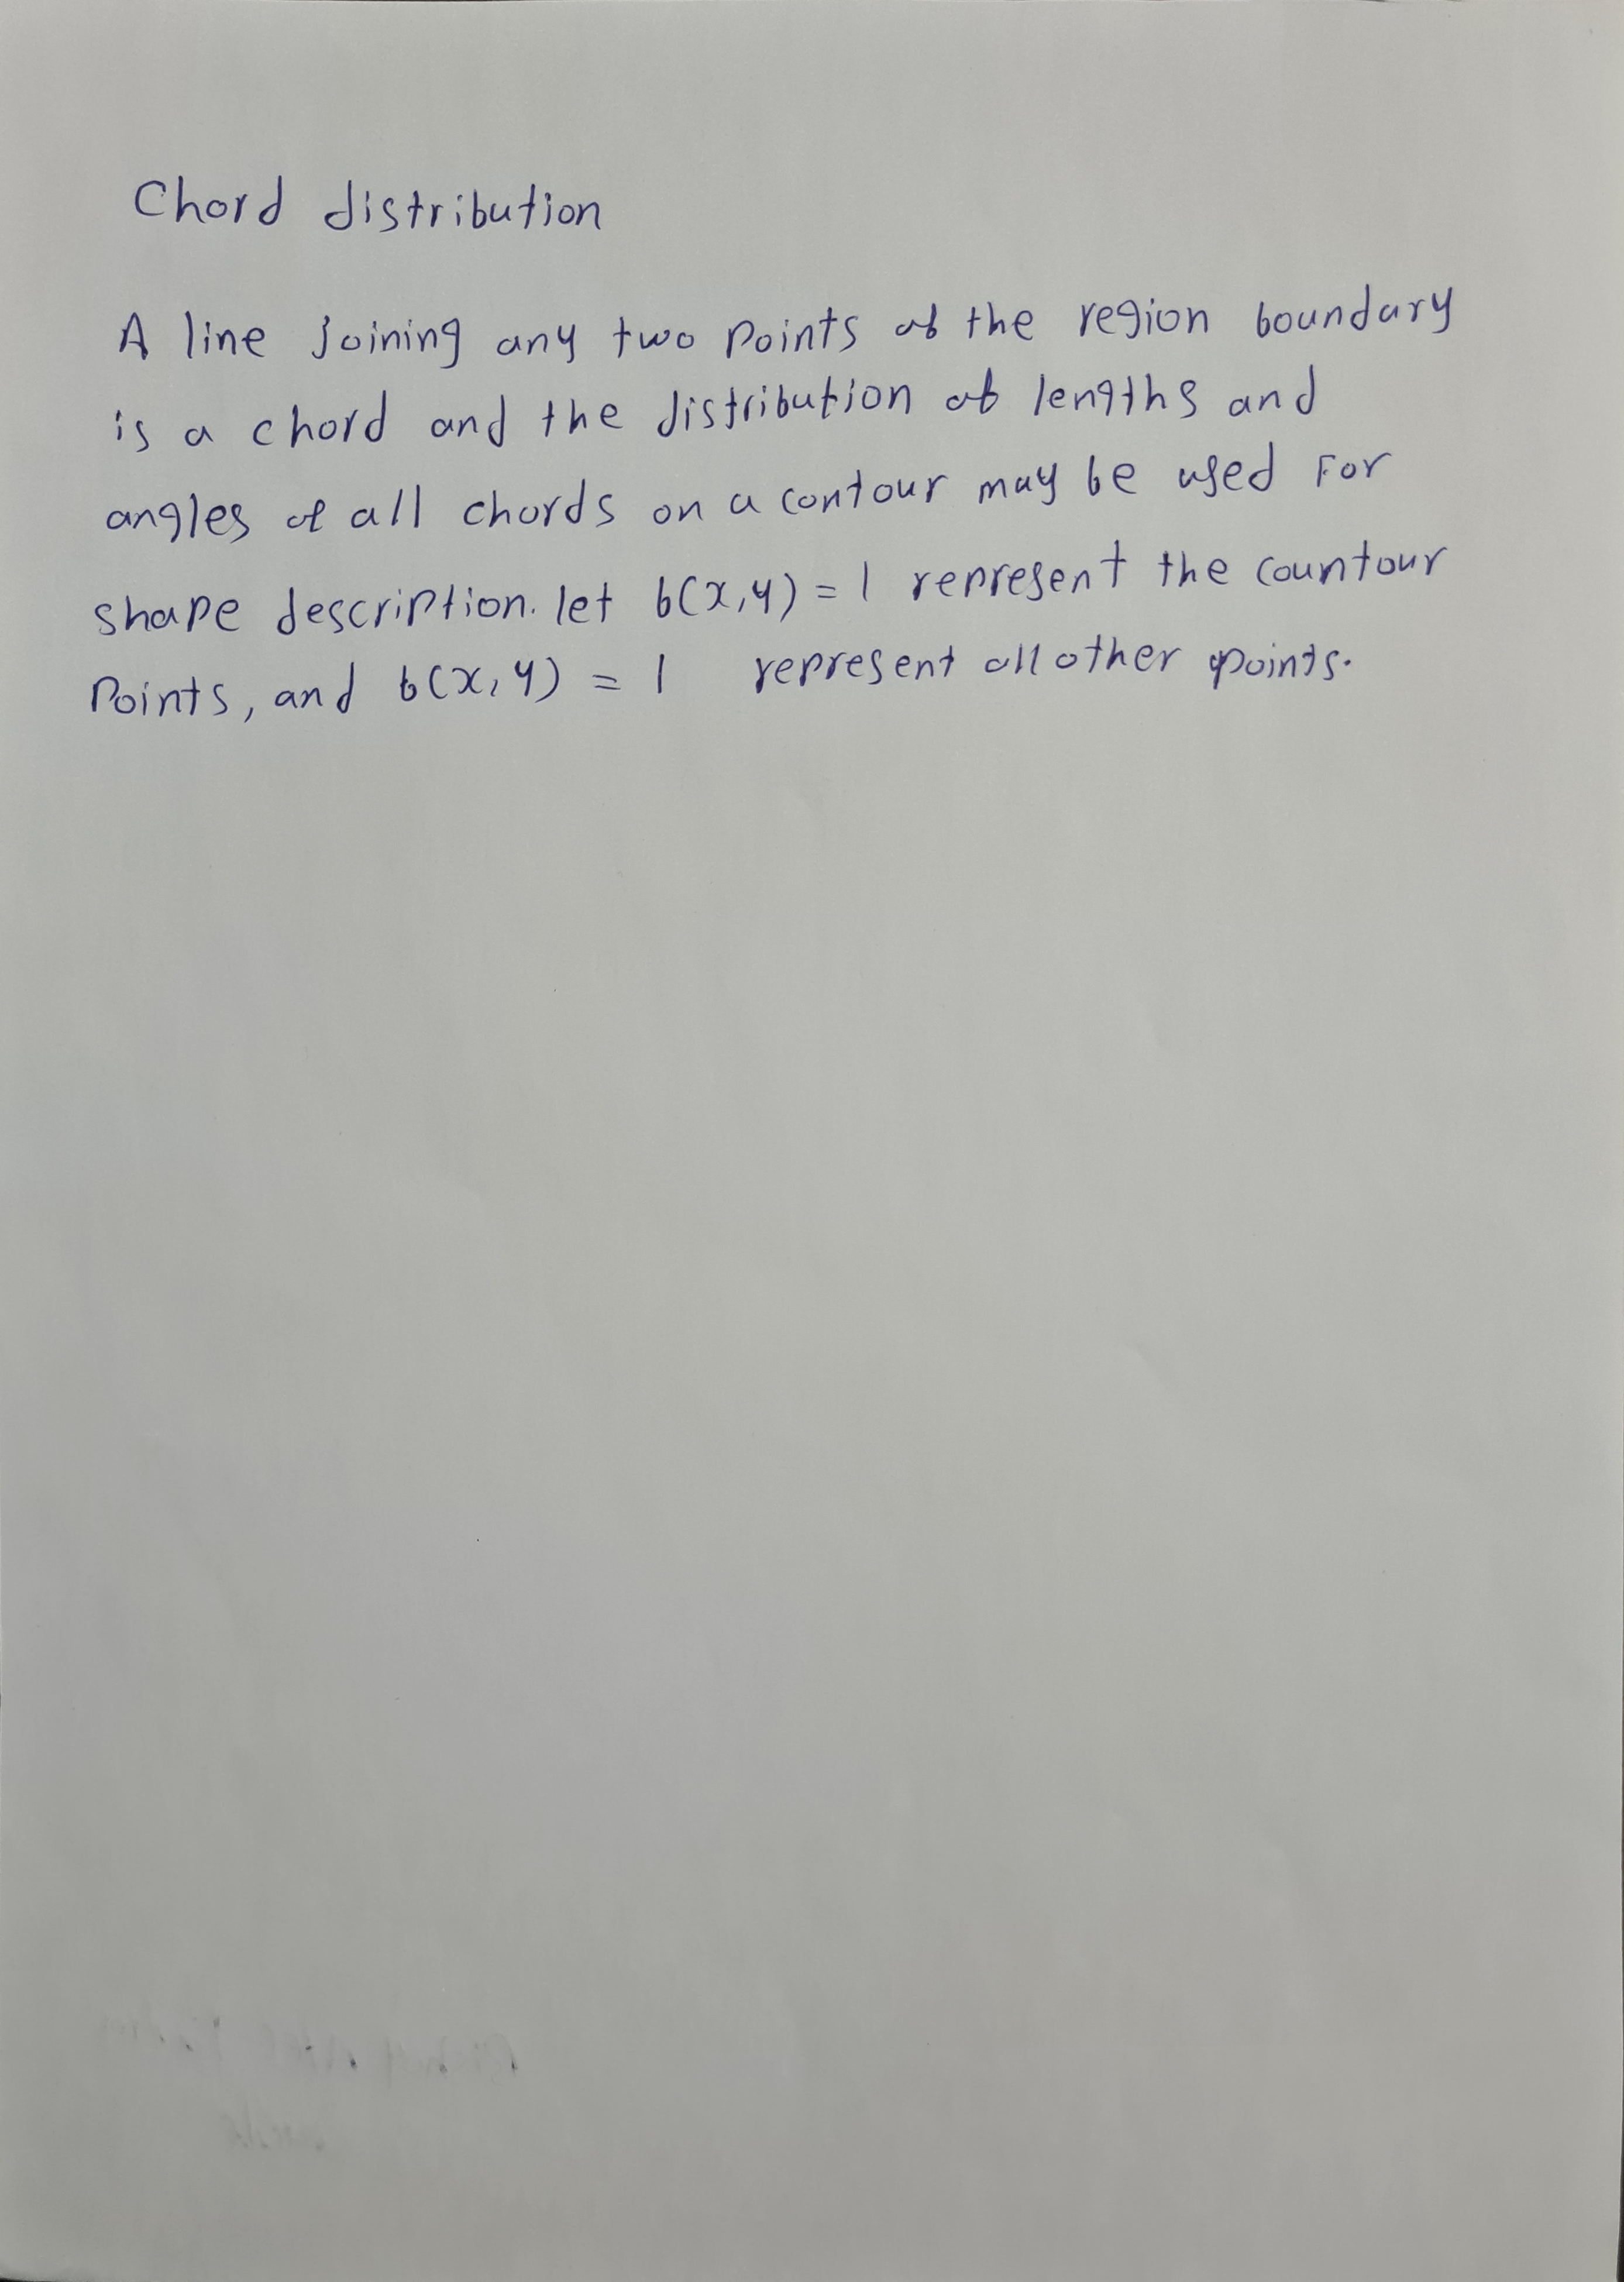 Chord distribution
A line Joining any two Points of the region boundary
is a chord and the distribution of lengths and
angles of all chords on a contour may be used For
shape description. let b(x,y) = 1 represent the countour
Points, and b(x,y) = 1 represent all other points.